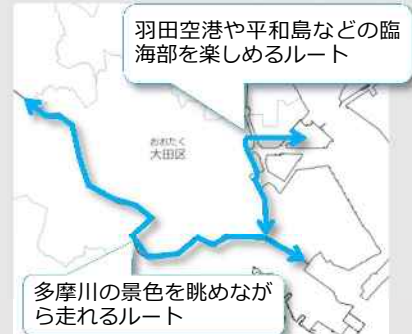 羽田空港や平和島などの臨
海部を楽しめるルート
おおたく
大田区
多摩川の景色を眺めなが
ら走れるルート